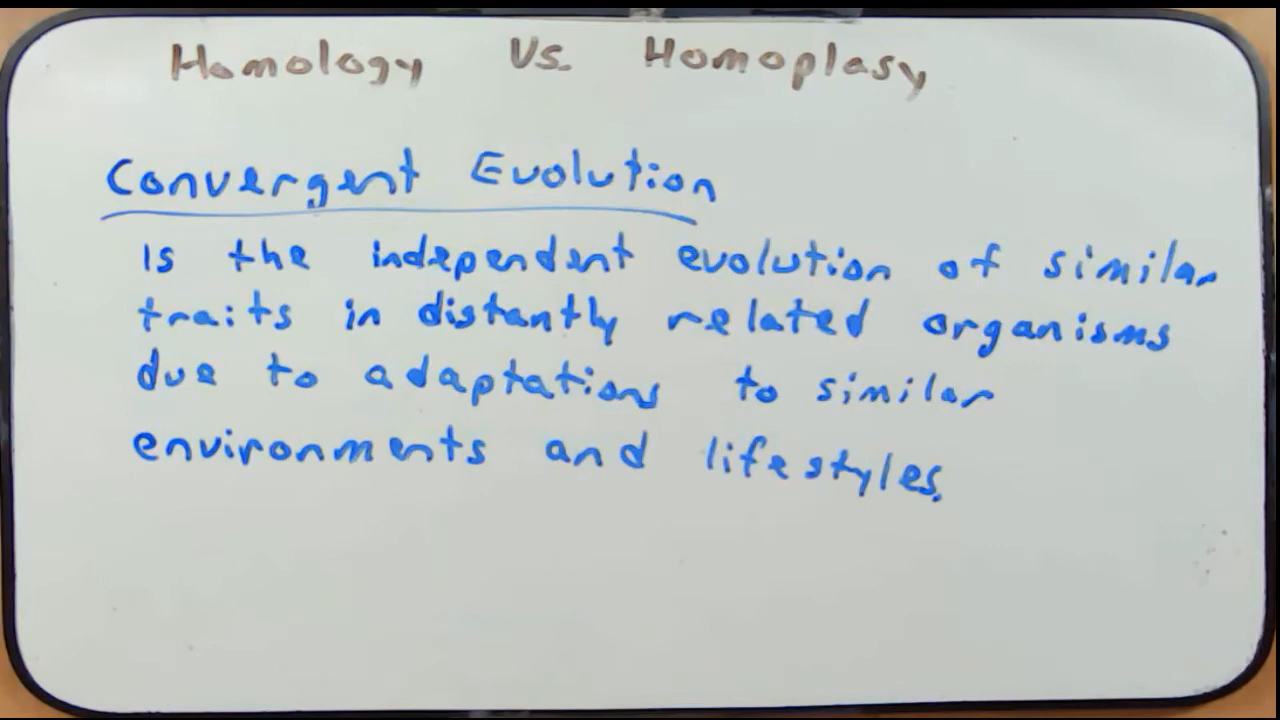 Homology Vs. Homoplasy
Convergent Evolution
Is the independent evolution of similar
traits in distantly related organisms
due to adaptations to similar
environments and lifestyles.